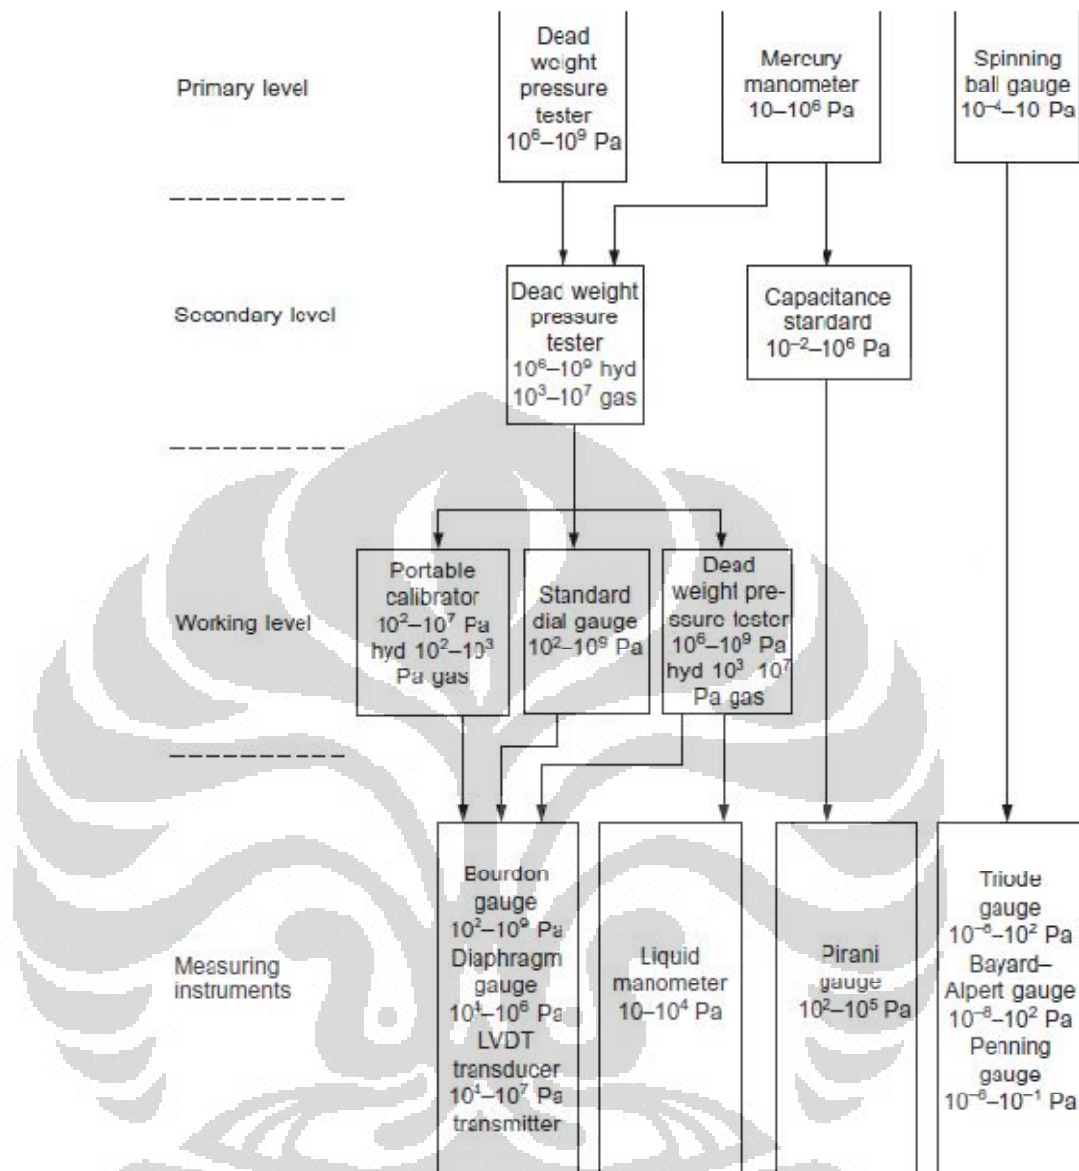 Primary level
Dead
weight
pressure
tester
10⁶–10⁹ Pa
Mercury
manometer
10–10⁶ Pa
Spinning
ball gauge
10⁻⁴–10 Pa
Secondary level
Dead weight
pressure
tester
10⁶–10⁹ hyd
10³–10⁷ gas
Capacitance
standard
10⁻²–10⁶ Pa
Working level
Portable
calibrator
10²–10⁷ Pa
hyd 10²–10³
Pa gas
Standard
dial gauge
10²–10⁹ Pa
Dead
weight pre-
ssure tester
10⁶–10⁹ Pa
hyd 10³ 10⁷
Pa gas
Measuring
instruments
Bourdon
gauge
10²–10⁹ Pa
Diaphragm
gauge
10⁴–10⁶ Pa
LVDT
transducer
10⁴–10⁷ Pa
transmitter
Liquid
manometer
10–10⁴ Pa
Pirani
gauge
10²–10⁵ Pa
Triode
gauge
10⁻⁶–10² Pa
Bayard–
Alpert gauge
10⁻⁸–10² Pa
Penning
gauge
10⁻⁶–10⁻¹ Pa